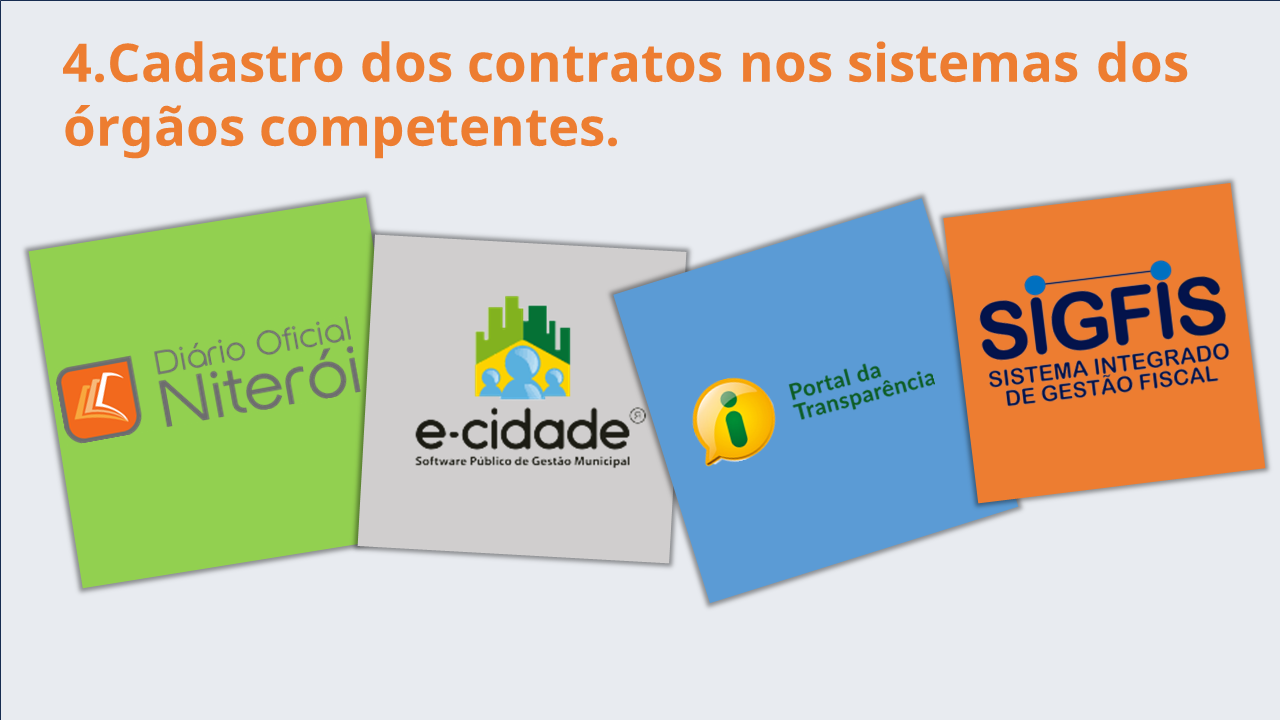 4.Cadastro dos contratos nos sistemas dos
órgãos competentes.
Diário Oficial
Niterói
e-cidade®
Software Público de Gestão Municipal
i
Portal da
Transparência
SIGFIS
SISTEMA INTEGRADO
DE GESTÃO FISCAL